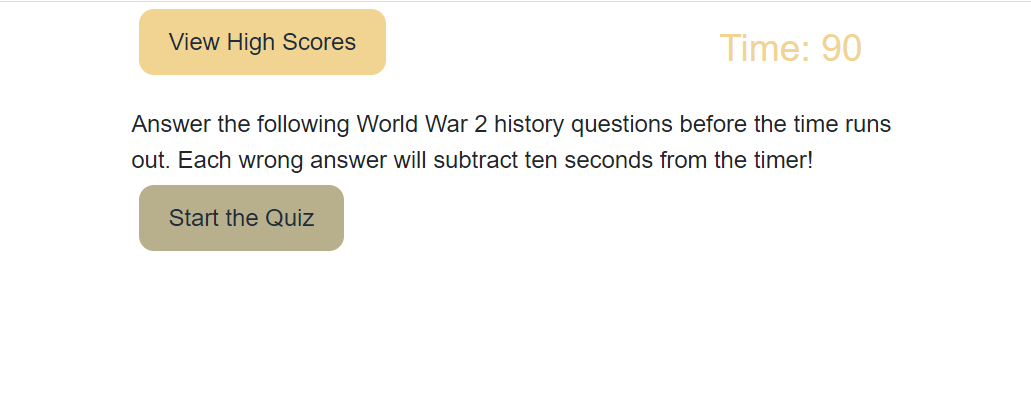 View High Scores
Time: 90
Answer the following World War 2 history questions before the time runs
out. Each wrong answer will subtract ten seconds from the timer!
Start the Quiz